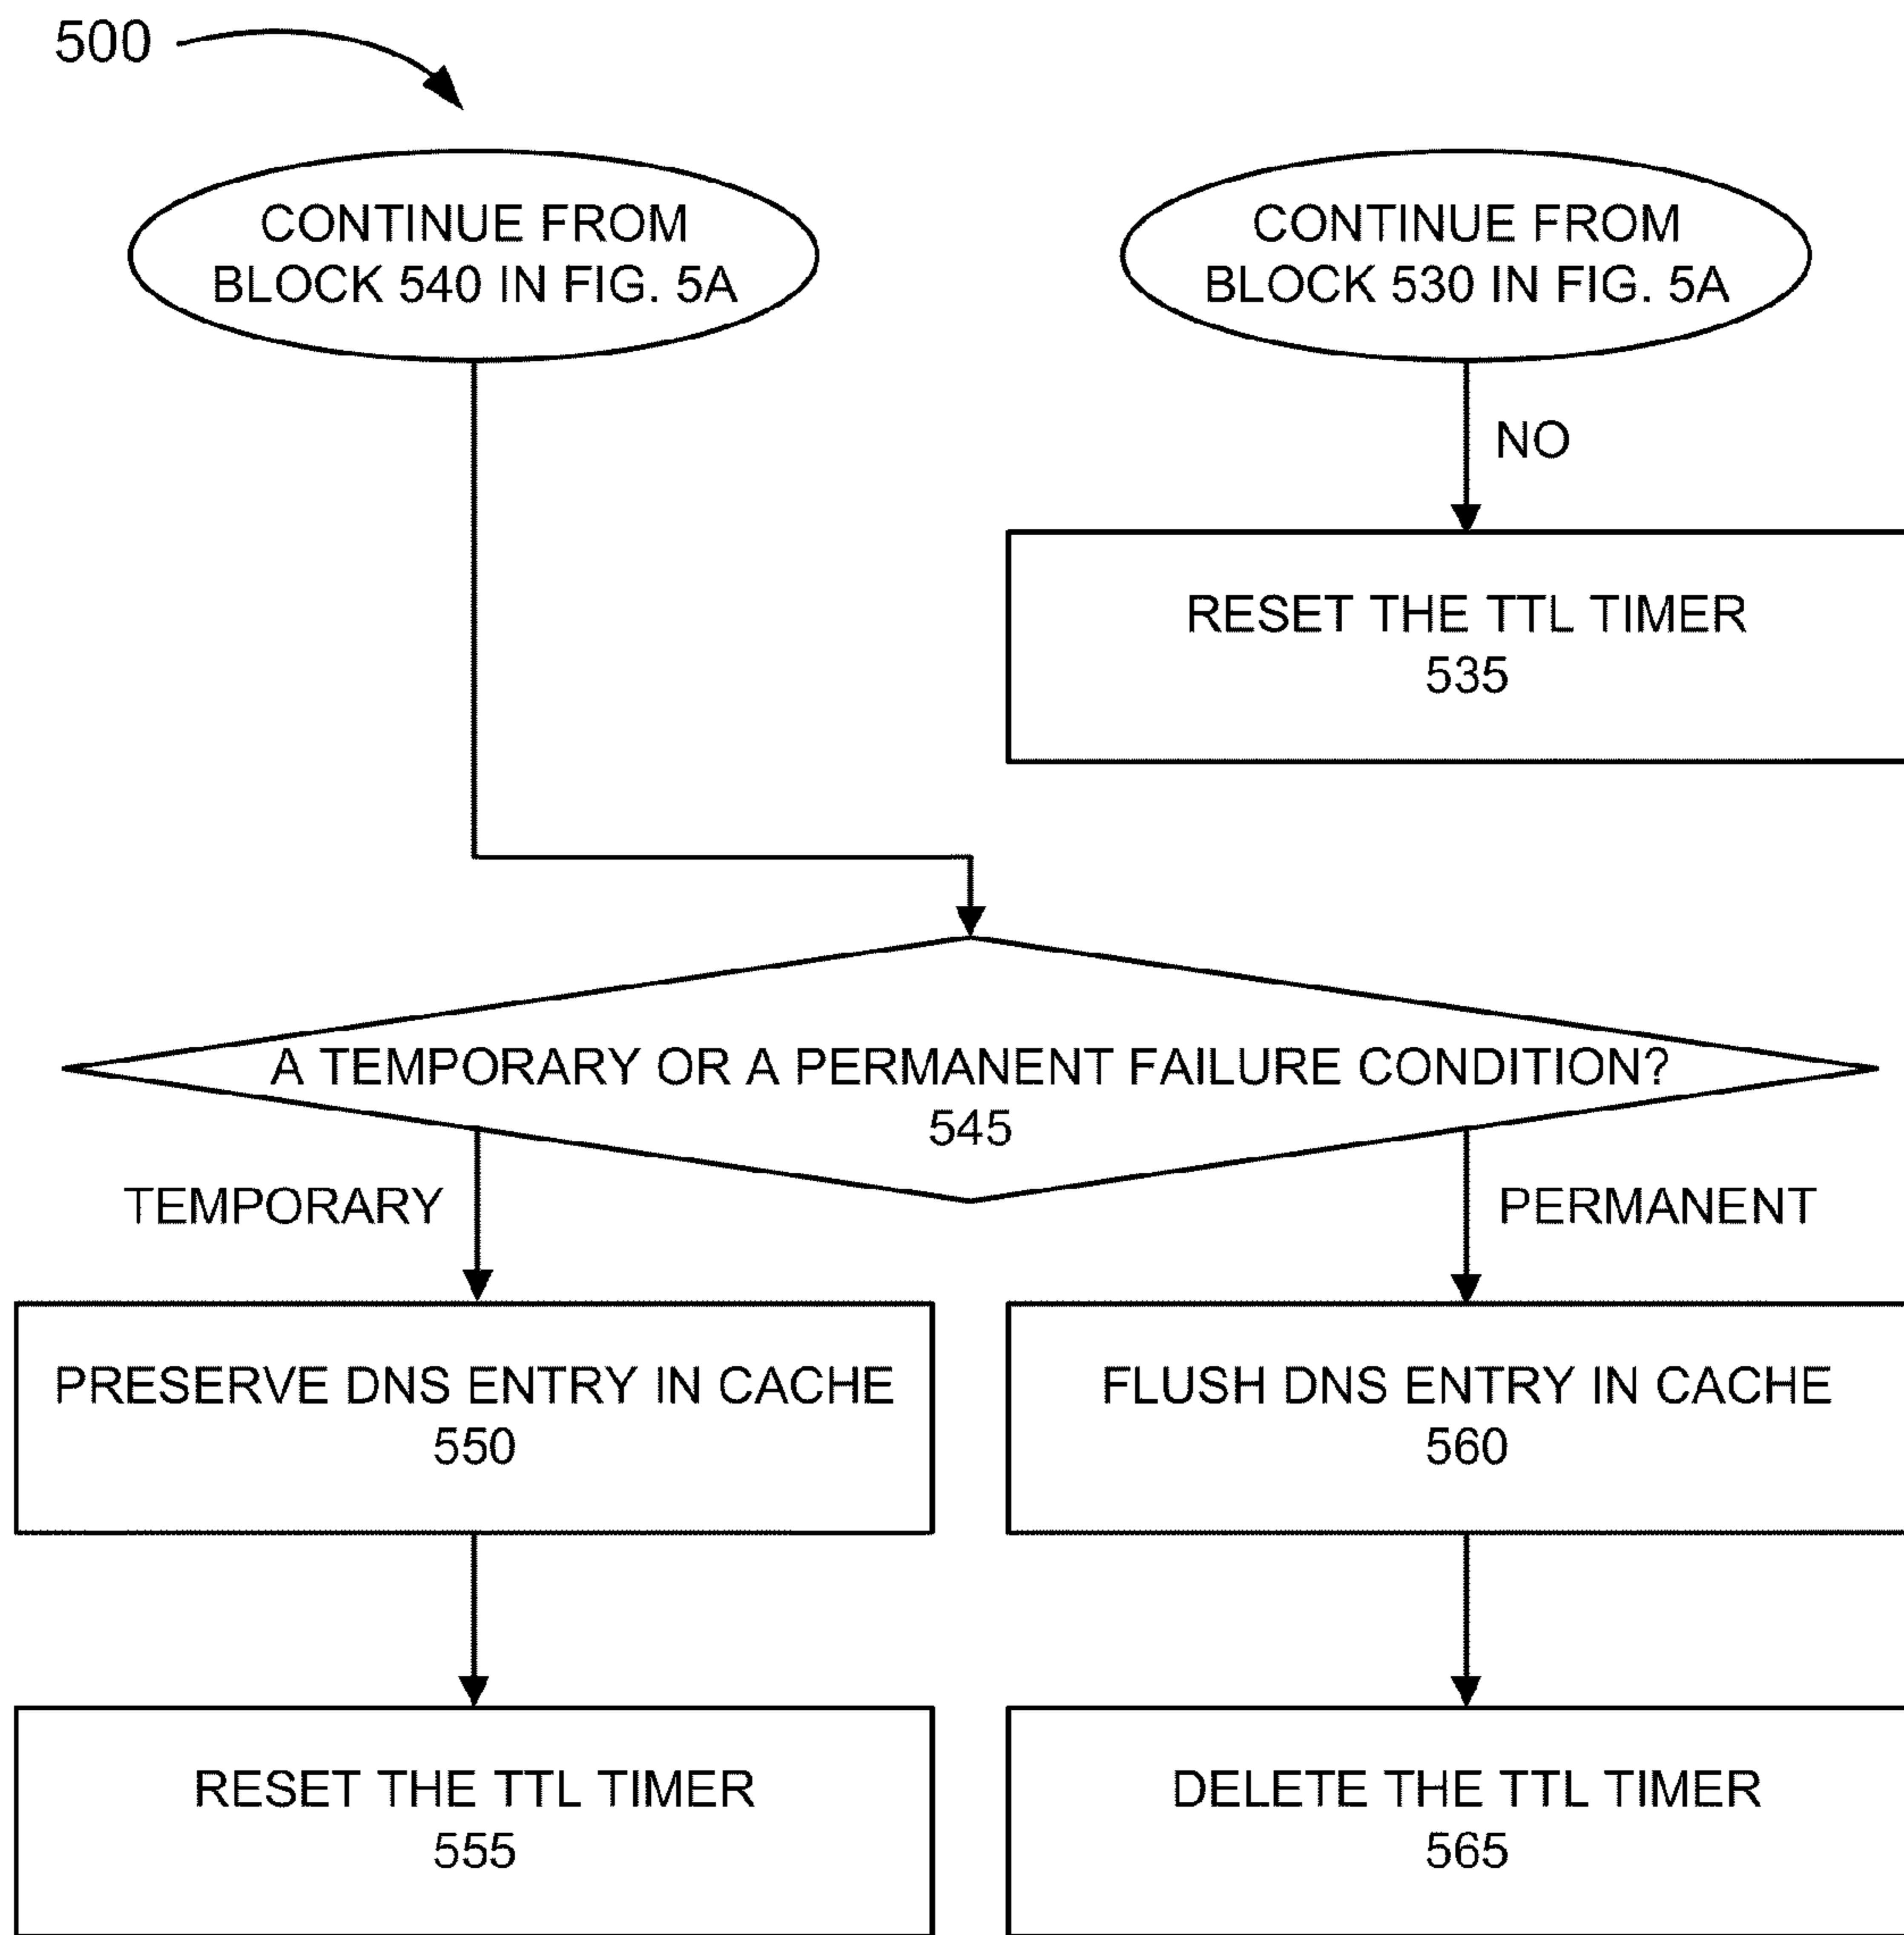 500
CONTINUE FROM
BLOCK 540 IN FIG. 5A
CONTINUE FROM
BLOCK 530 IN FIG. 5A
NO
RESET THE TTL TIMER
535
A TEMPORARY OR A PERMANENT FAILURE CONDITION?
545
TEMPORARY
PERMANENT
PRESERVE DNS ENTRY IN CACHE
550
FLUSH DNS ENTRY IN CACHE
560
RESET THE TTL TIMER
555
DELETE THE TTL TIMER
565